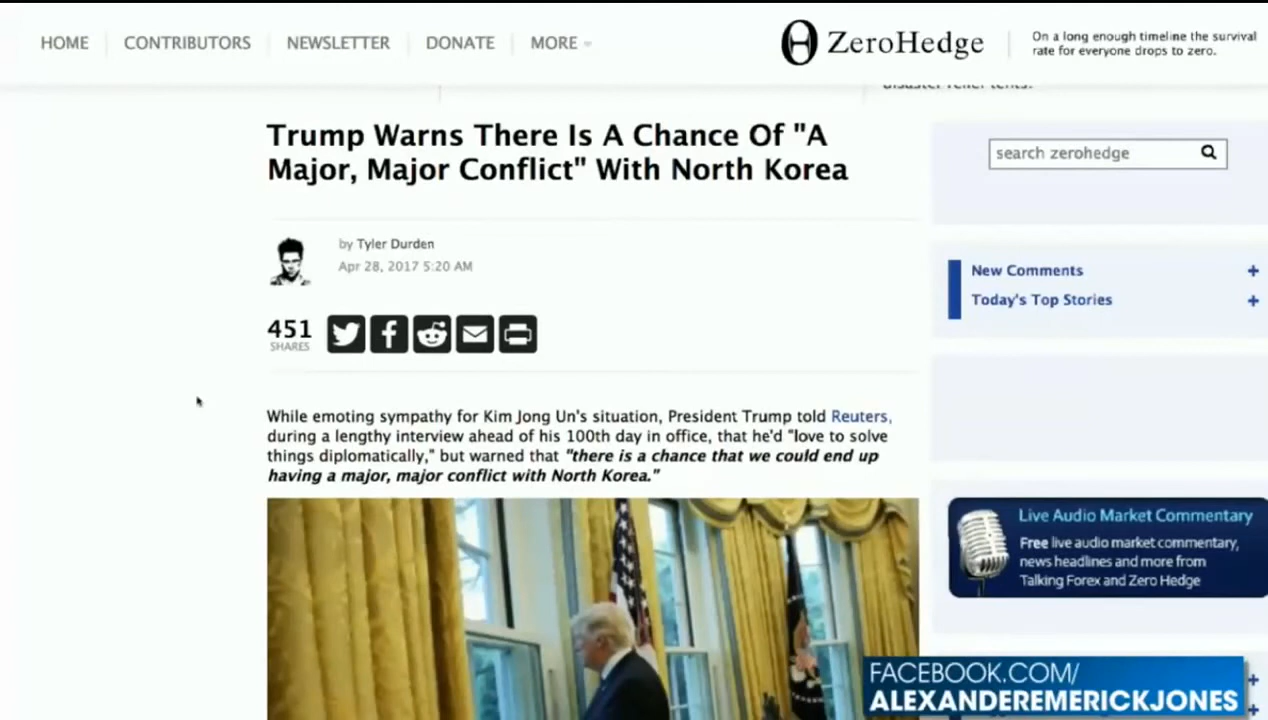 HOME
CONTRIBUTORS
NEWSLETTER
DONATE
MORE
ZeroHedge
On a long enough timeline the survival
rate for everyone drops to zero.
disaster relief tents.
Trump Warns There Is A Chance Of "A
Major, Major Conflict" With North Korea
by Tyler Durden
Apr 28, 2017 5:20 AM
451
SHARES
While emoting sympathy for Kim Jong Un's situation, President Trump told Reuters,
during a lengthy interview ahead of his 100th day in office, that he'd "love to solve
things diplomatically," but warned that "there is a chance that we could end up
having a major, major conflict with North Korea."
search zerohedge
New Comments
+
Today's Top Stories
+
Live Audio Market Commentary
Free live audio market commentary,
news headlines and more from
Talking Forex and Zero Hedge
+
+
FACEBOOK.COM/
ALEXANDEREMERICKJONES